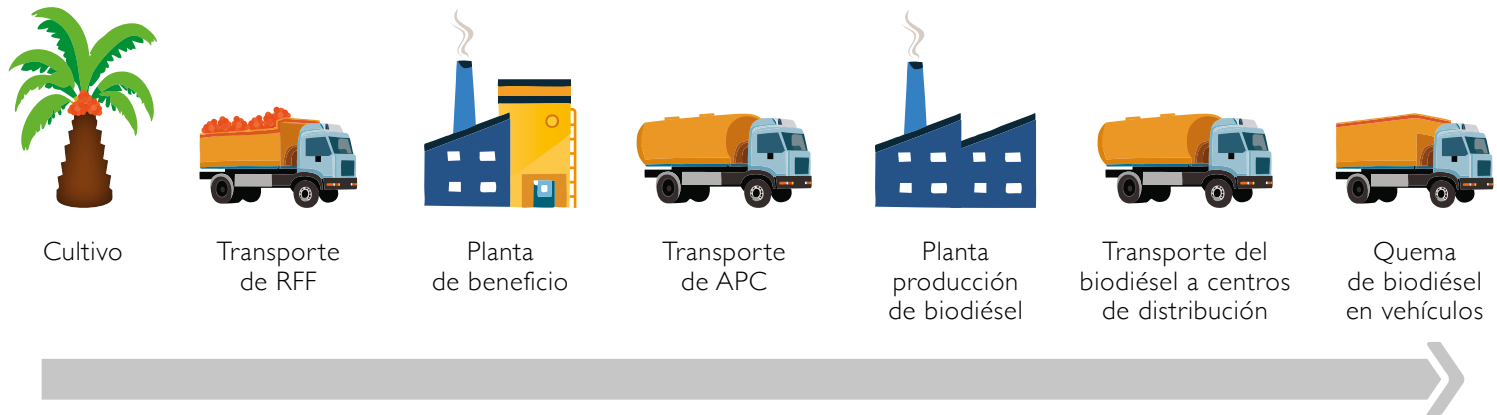 Cultivo
Transporte
de RFF
Planta
de beneficio
Transporte
de APC
Planta
producción
de biodiésel
Transporte del
biodiésel a centros
de distribución
Quema
de biodiésel
en vehículos